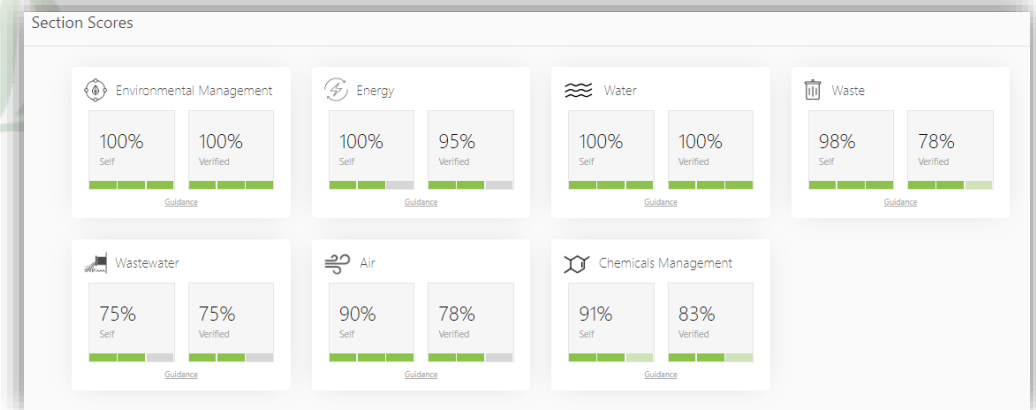 Section Scores
Environmental Management
100% 100%
Self Verified
Guidance
Energy
100% 95%
Self Verified
Guidance
Water
100% 100%
Self Verified
Guidance
Waste
98% 78%
Self Verified
Guidance
Wastewater
75% 75%
Self Verified
Guidance
Air
90% 78%
Self Verified
Guidance
Chemicals Management
91% 83%
Self Verified
Guidance